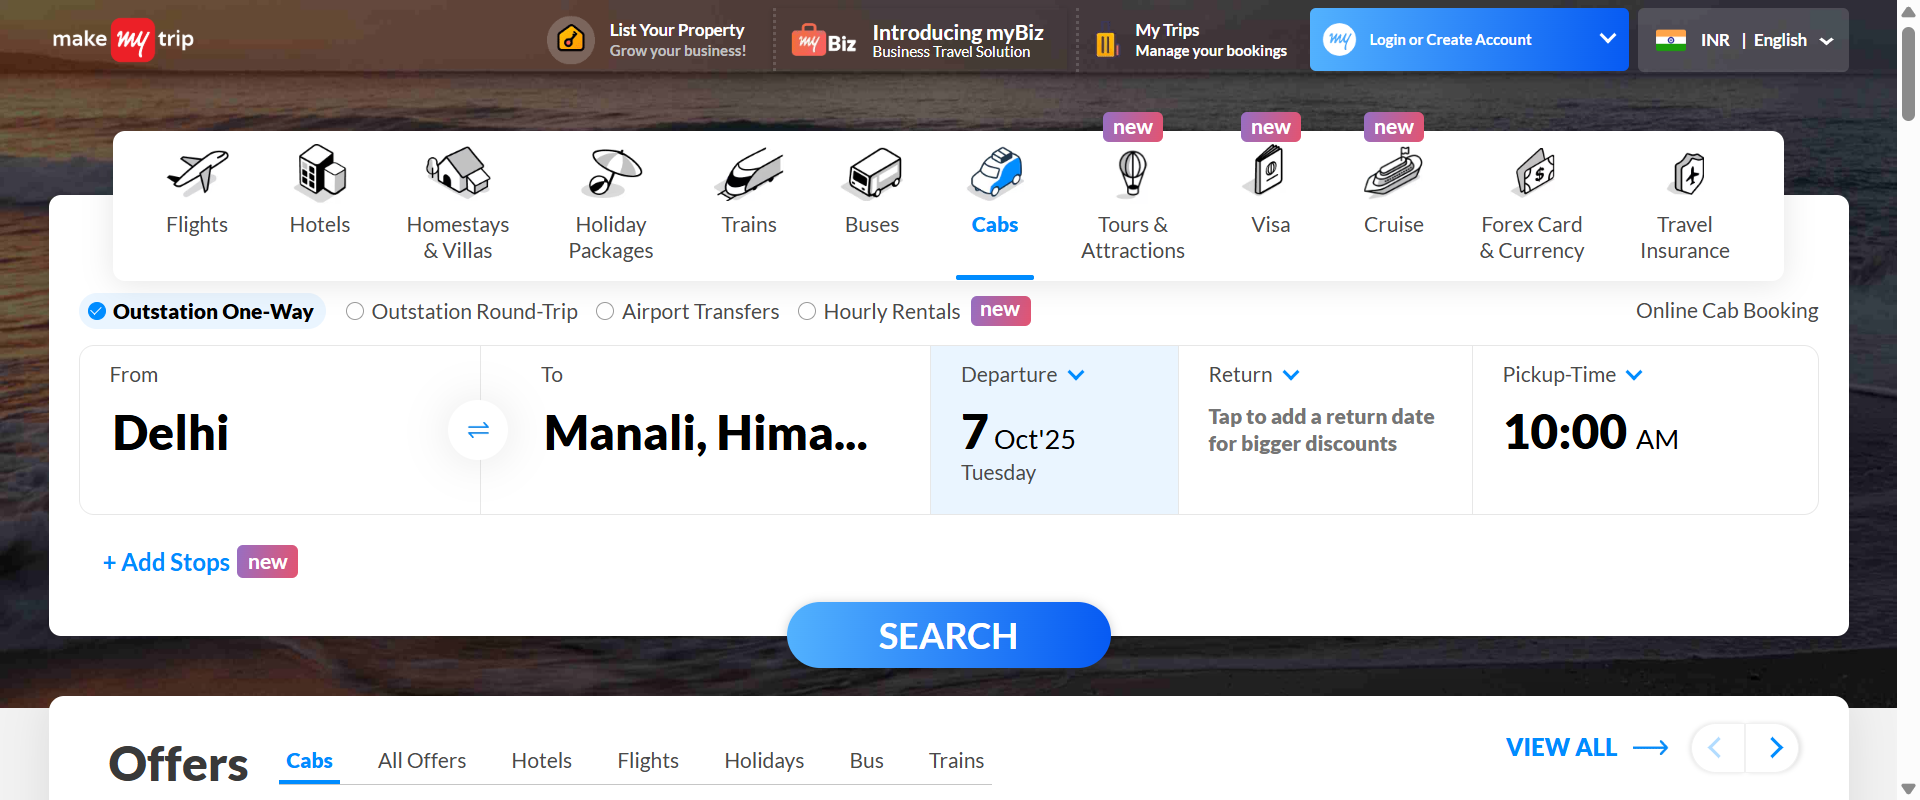 make my trip
List Your Property
Grow your business!
my Biz
Introducing myBiz
Business Travel Solution
My Trips
Manage your bookings
my
Login or Create Account
INR | English
new
new
new
Flights
Hotels
Homestays
& Villas
Holiday
Packages
Trains
Buses
Cabs
Tours &
Attractions
Visa
Cruise
Forex Card
& Currency
Travel
Insurance
Outstation One-Way
Outstation Round-Trip
Airport Transfers
Hourly Rentals
new
Online Cab Booking
From
Delhi
To
Manali, Hima...
Departure
7 Oct'25
Tuesday
Return
Tap to add a return date
for bigger discounts
Pickup-Time
10:00 AM
+ Add Stops new
SEARCH
Offers
Cabs
All Offers
Hotels
Flights
Holidays
Bus
Trains
VIEW ALL